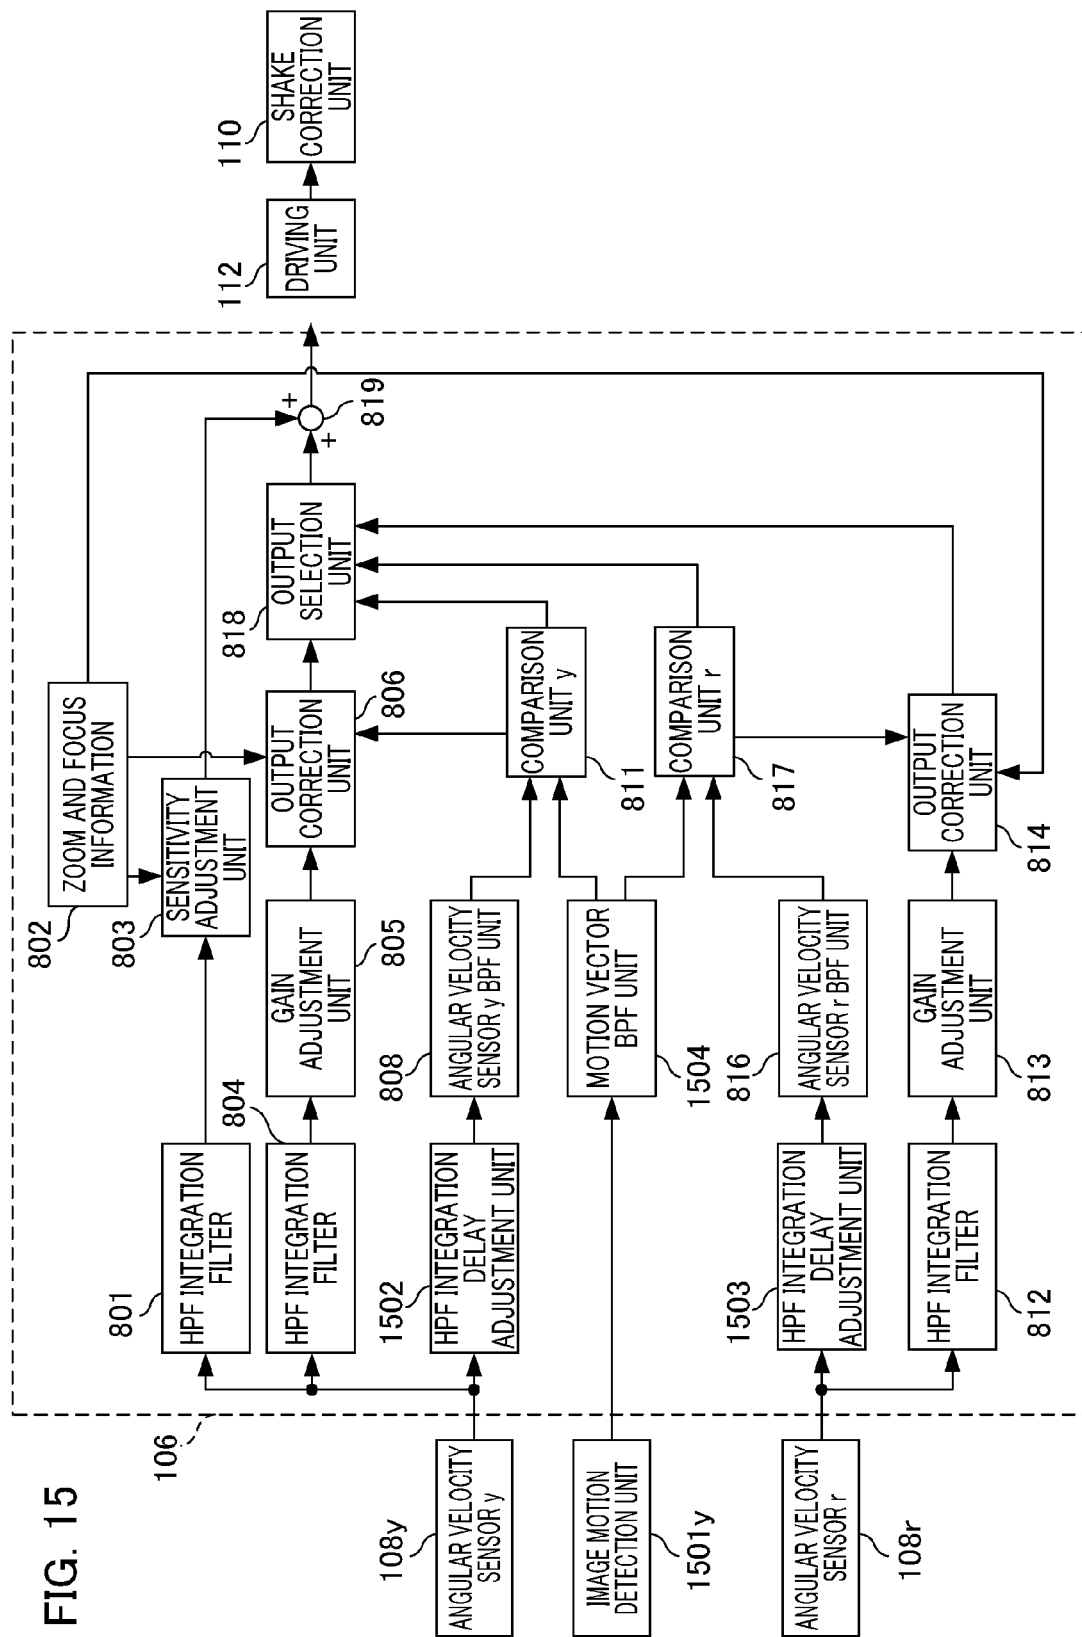 FIG. 15
106
108y
ANGULAR VELOCITY
SENSOR y
IMAGE MOTION
DETECTION UNIT
1501y
ANGULAR VELOCITY
SENSOR r
108r
801
HPF INTEGRATION
FILTER
804
HPF INTEGRATION
FILTER
1502
HPF INTEGRATION
DELAY
ADJUSTMENT UNIT
1503
HPF INTEGRATION
DELAY
ADJUSTMENT UNIT
HPF INTEGRATION
FILTER
812
802
ZOOM AND FOCUS
INFORMATION
803
SENSITIVITY
ADJUSTMENT
UNIT
GAIN
ADJUSTMENT
UNIT
805
808
ANGULAR VELOCITY
SENSOR y BPF UNIT
MOTION VECTOR
BPF UNIT
1504
816
ANGULAR VELOCITY
SENSOR r BPF UNIT
GAIN
ADJUSTMENT
UNIT
813
OUTPUT
CORRECTION
UNIT
806
COMPARISON
UNIT y
811
COMPARISON
UNIT r
817
OUTPUT
CORRECTION
UNIT
814
818
OUTPUT
SELECTION
UNIT
+
+
819
112
DRIVING
UNIT
110
SHAKE
CORRECTION
UNIT